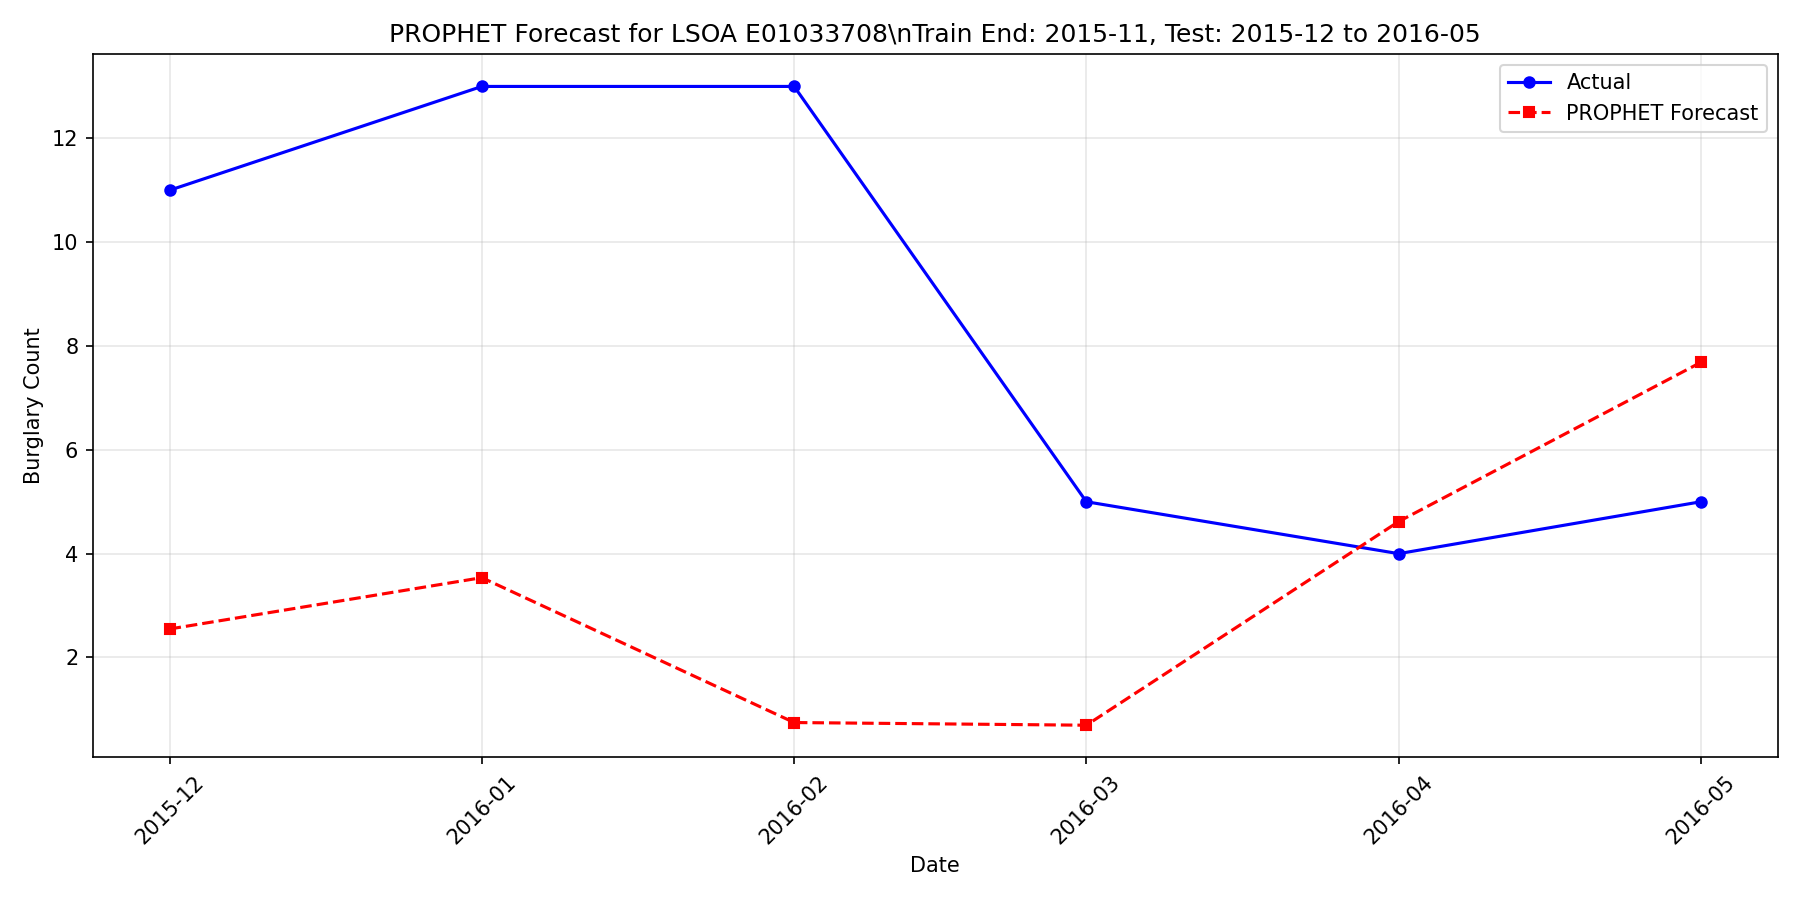 PROPHET Forecast for LSOA E01033708\nTrain End: 2015-11, Test: 2015-12 to 2016-05
Actual
PROPHET Forecast
Burglary Count
12
10
8
6
4
2
2015-12
2016-01
2016-02
2016-03
2016-04
2016-05
Date